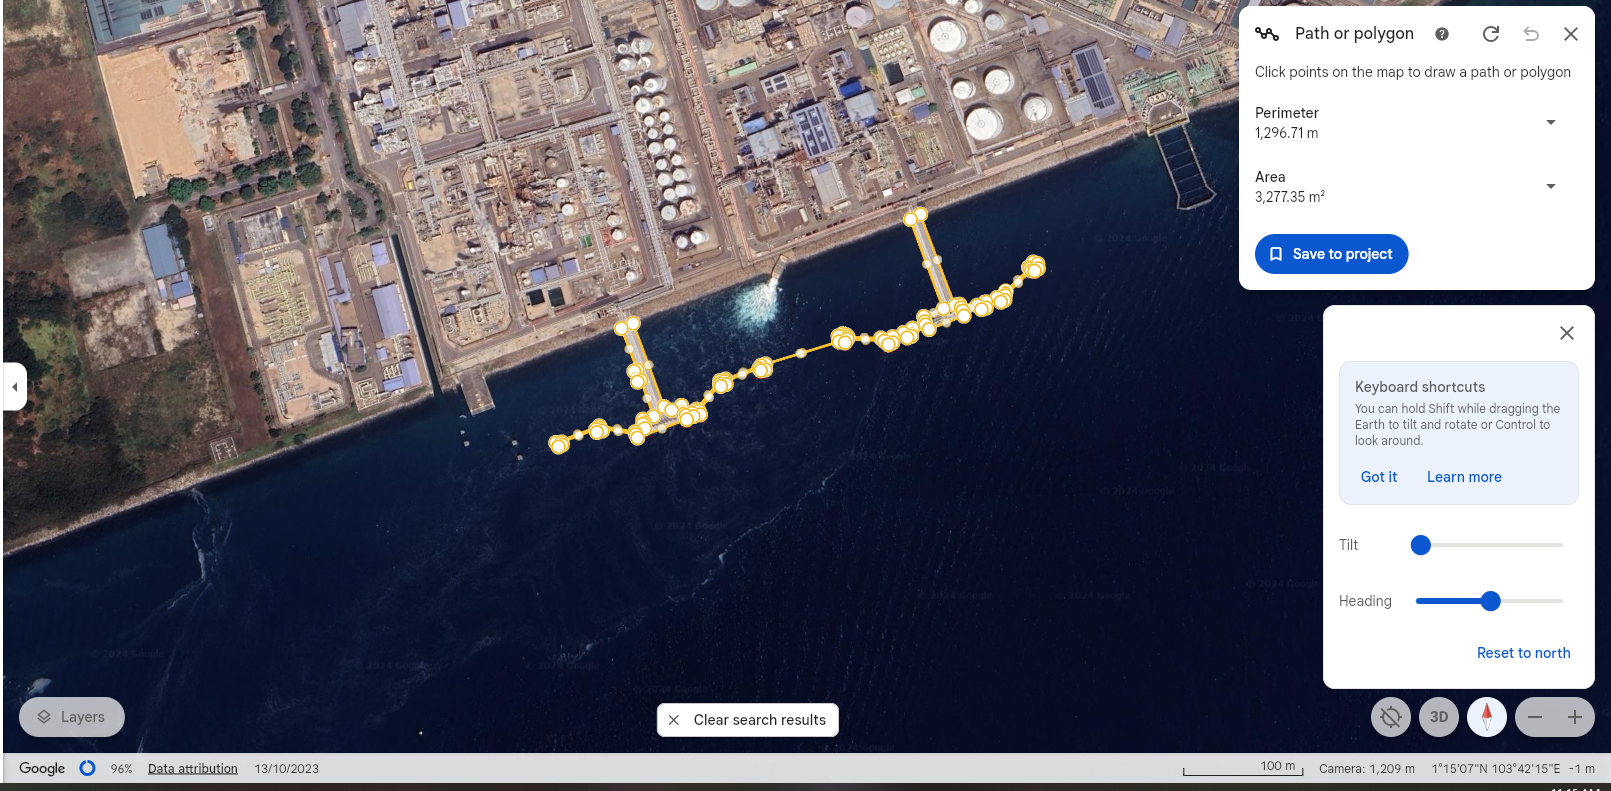 Path or polygon
Click points on the map to draw a path or polygon
Perimeter
1,296.71 m
Area
3,277.35 m²
Save to project
Keyboard shortcuts
You can hold Shift while dragging the
Earth to tilt and rotate or Control to
look around.
Got it Learn more
Tilt
Heading
Reset to north
Layers
Clear search results
3D
Google 96% Data attribution 13/10/2023 100 m Camera: 1,209 m 1°15'07"N 103°42'15"E -1 m